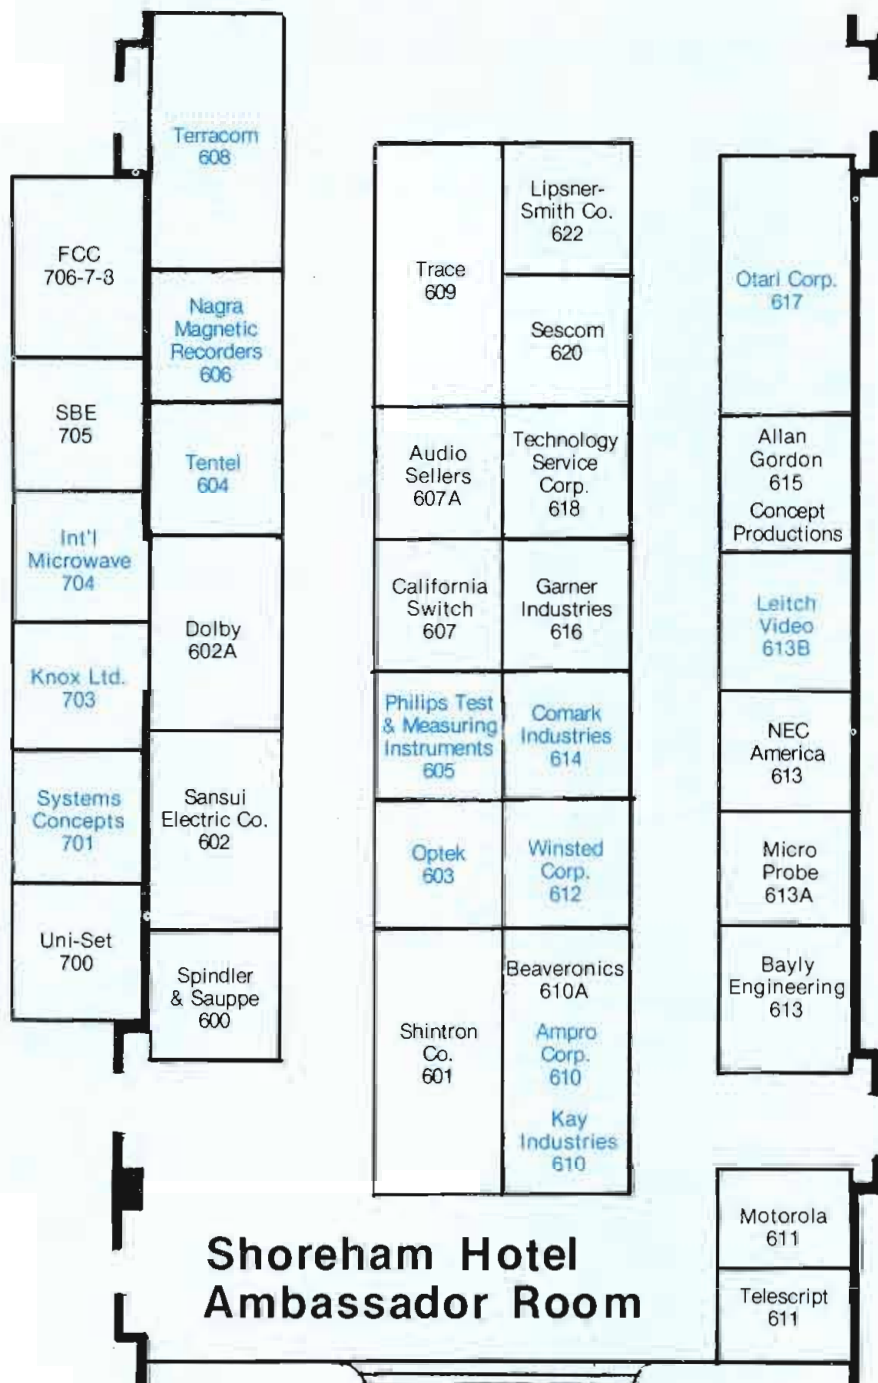 Terracom
608
FCC
706-7-3
Nagra
Magnetic
Recorders
606
SBE
705
Tentel
604
Int'l
Microwave
704
Dolby
602A
Knox Ltd.
703
Systems
Concepts
701
Sansui
Electric Co.
602
Uni-Set
700
Spindler
& Sauppe
600
Trace
609
Lipsner-
Smith Co.
622
Sescom
620
Audio
Sellers
607A
Technology
Service
Corp.
618
California
Switch
607
Garner
Industries
616
Philips Test
& Measuring
Instruments
605
Comark
Industries
614
Optek
603
Winsted
Corp.
612
Shintron
Co.
601
Beaveronics
610A
Ampro
Corp.
610
Kay
Industries
610
Otari Corp.
617
Allan
Gordon
615
Concept
Productions
Leitch
Video
613B
NEC
America
613
Micro
Probe
613A
Bayly
Engineering
613
Motorola
611
Telescript
611
Shoreham Hotel
Ambassador Room